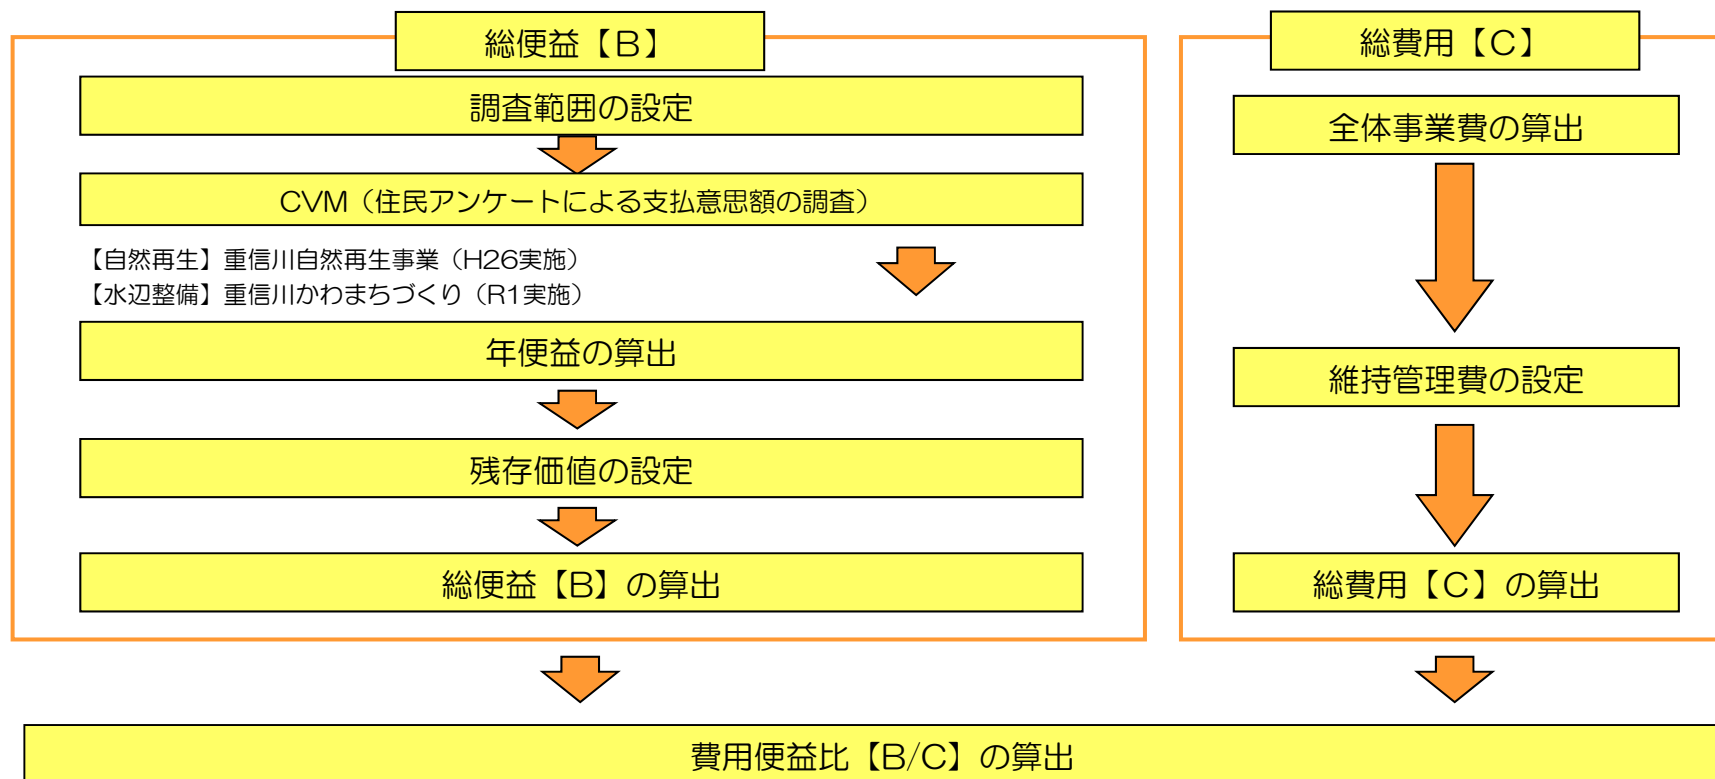 総便益【B】
調査範囲の設定
CVM（住民アンケートによる支払意思額の調査）
【自然再生】重信川自然再生事業（H26実施）
【水辺整備】重信川かわまちづくり（R1実施）
年便益の算出
残存価値の設定
総便益【B】の算出
総費用【C】
全体事業費の算出
維持管理費の設定
総費用【C】の算出
費用便益比【B/C】の算出